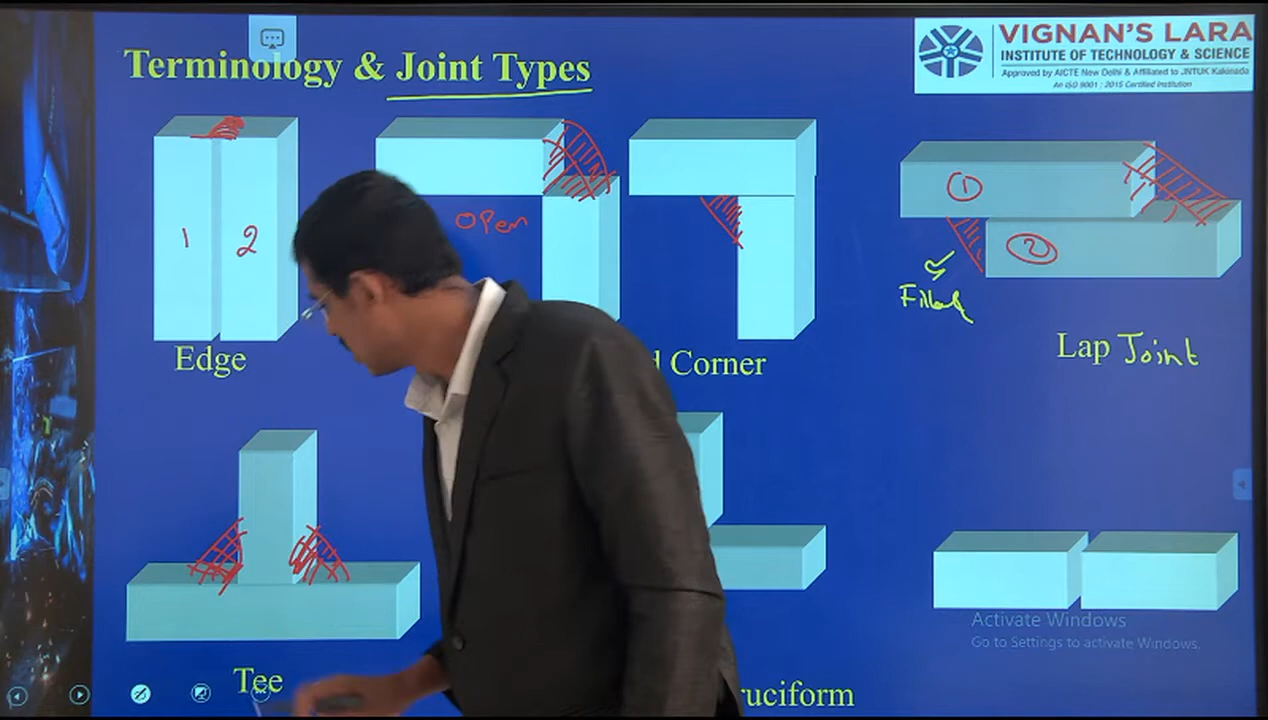 Terminology & Joint Types
VIGNAN'S LARA
INSTITUTE OF TECHNOLOGY & SCIENCE
Approved by AICTE New Delhi & Affiliated to JNTUK Kakinada
An ISO 9001 : 2015 Certified Institution
1
2
Open
1
2
Edge
Corner
Lap Joint
Tee
ruciform
Activate Windows
Go to Settings to activate Windows.